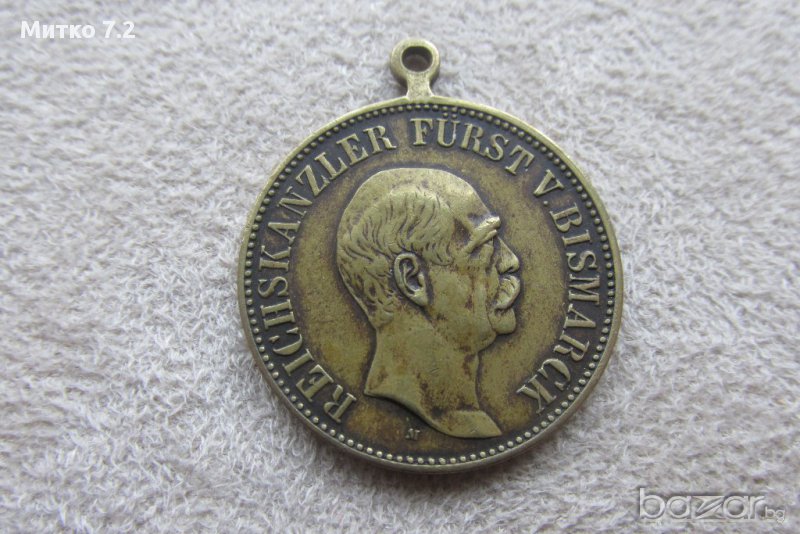 Митко 7.2
REICHSKANZLER FÜRST V. BISMARCK
bazar.bg